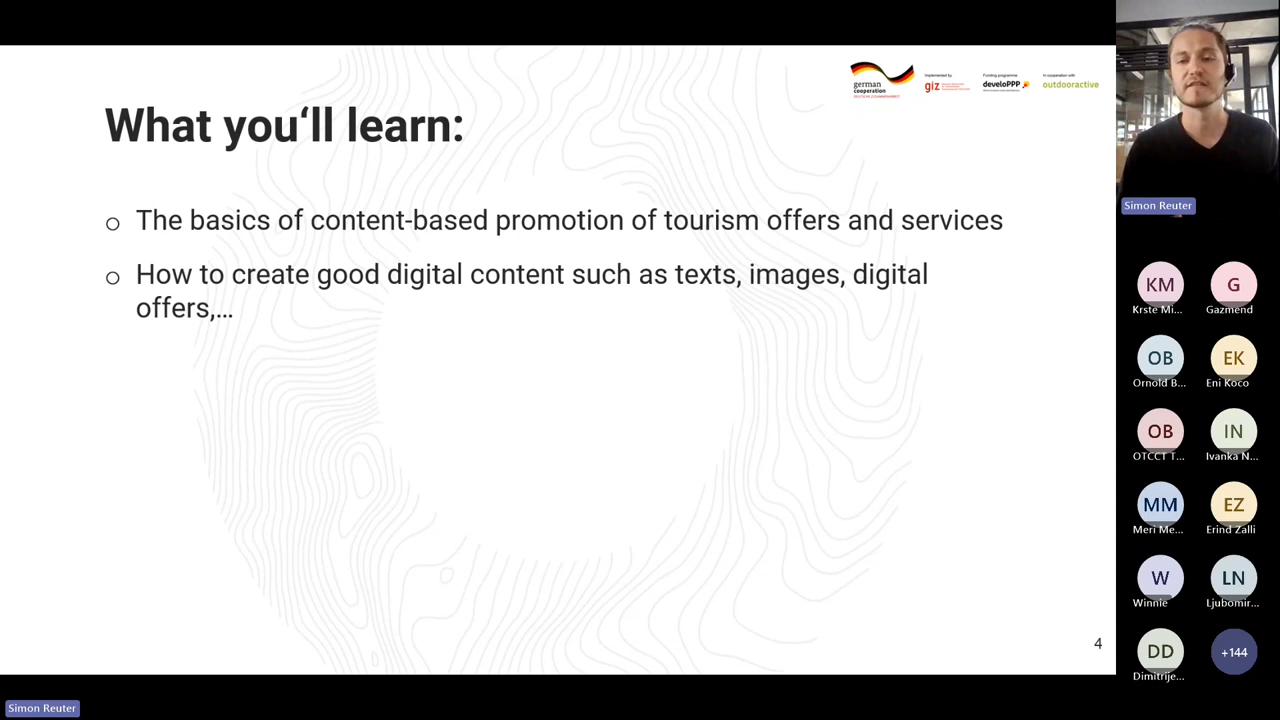 german
cooperation
DEUTSCHE ZUSAMMENARBEIT
Implemented by
giz
Funding programme
develoPPP
In cooperation with
outdooractive
What you‘ll learn:
o The basics of content-based promotion of tourism offers and services
o How to create good digital content such as texts, images, digital
offers,…
4
Simon Reuter
Simon Reuter
KM
Krste Mi...
G
Gazmend
OB
Ornold B...
EK
Eni Koco
OB
OTCCT T...
IN
Ivanka N...
MM
Meri Me...
EZ
Erind Zalli
W
Winnie
LN
Ljubomir...
DD
Dimitrije...
+144